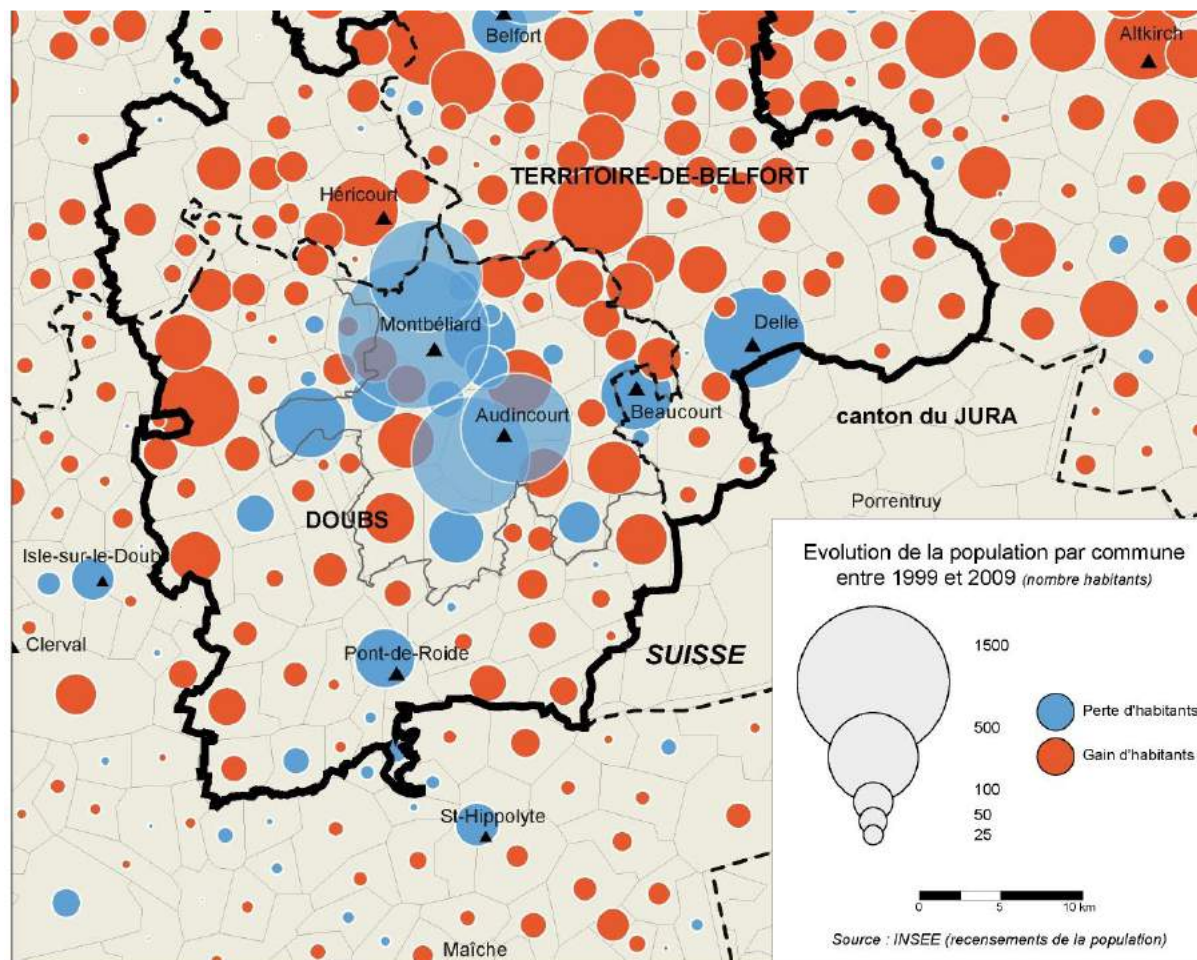 Belfort
Altkirch
TERRITOIRE-DE-BELFORT
Héricourt
Montbéliard
Delle
Audincourt
Beaucourt
canton du JURA
Porrentruy
DOUBS
Isle-sur-le-Doub
Clerval
Pont-de-Roide
SUISSE
St-Hippolyte
Maîche
Evolution de la population par commune
entre 1999 et 2009 (nombre habitants)
1500
500
100
50
25
Perte d'habitants
Gain d'habitants
0 5 10 km
Source : INSEE (recensements de la population)